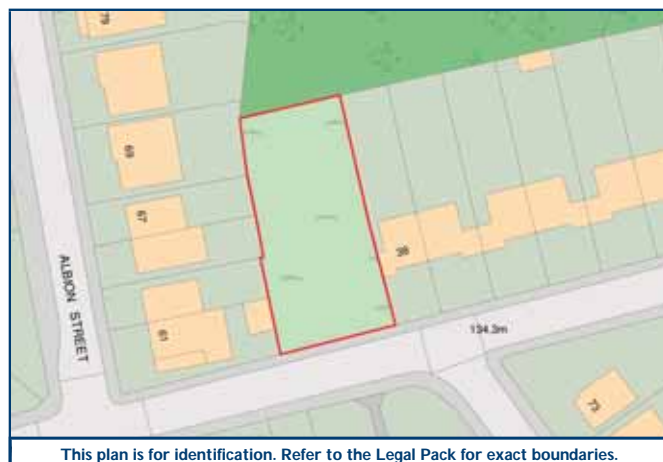 79
69
67
61
ALBION STREET
134.3m
73
This plan is for identification. Refer to the Legal Pack for exact boundaries.